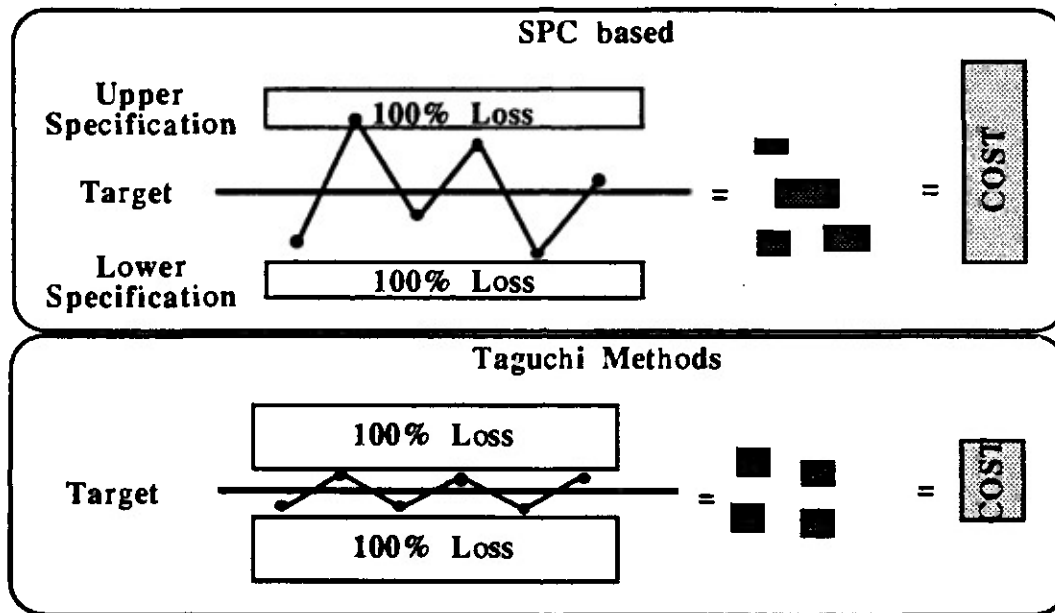 SPC based
Upper
Specification
100% Loss
Target
=
=
COST
Lower
Specification
100% Loss
Taguchi Methods
100% Loss
Target
=
=
COST
100% Loss